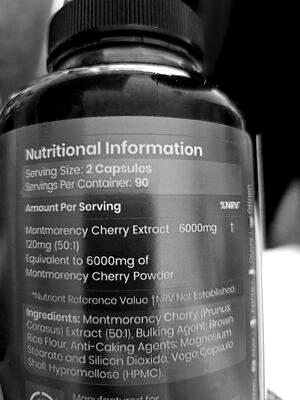 Nutritional Information
Serving Size: 2 Capsules
Servings Per Container: 90
Amount Per Serving %NRV*
Montmorency Cherry Extract 6000mg †
120mg (50:1)
Equivalent to 6000mg of
Montmorency Cherry Powder
*Nutrient Reference Value †NRV Not Established.
Ingredients: Montmorency Cherry (Prunus
Cerasus) Extract (50:1), Bulking Agent: Brown
Rice Flour, Anti-Caking Agents: Magnesium
Stearate and Silicon Dioxide, Vege Capsule
Shell: Hypromellose (HPMC).
Manufactured for